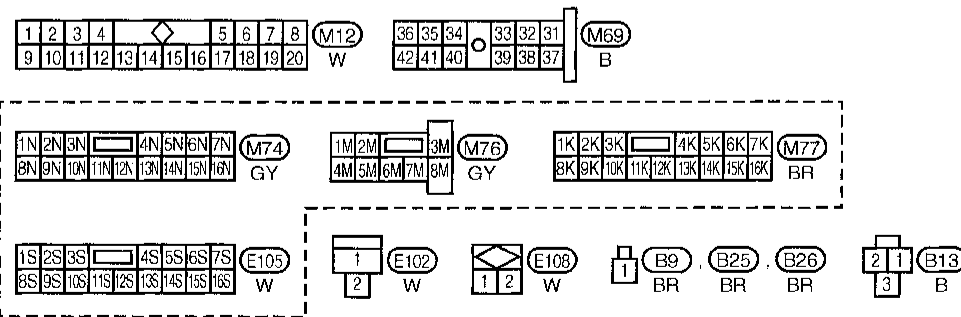 1 2 3 4 5 6 7 8 M12 36 35 34 33 32 31 M69
9 10 11 12 13 14 15 16 17 18 19 20 W 42 41 40 39 38 37 B
1N 2N 3N 4N 5N 6N 7N M74 1M 2M 3M M76 1K 2K 3K 4K 5K 6K 7K M77
8N 9N 10N 11N 12N 13N 14N 15N 16N GY 4M 5M 6M 7M 8M GY 8K 9K 10K 11K 12K 13K 14K 15K 16K BR
1S 2S 3S 4S 5S 6S 7S E105 1 E102 E108 1 B9 , B25 , B26 2 1 B13
8S 9S 10S 11S 12S 13S 14S 15S 16S W 2 W 1 2 W BR BR BR 3 B